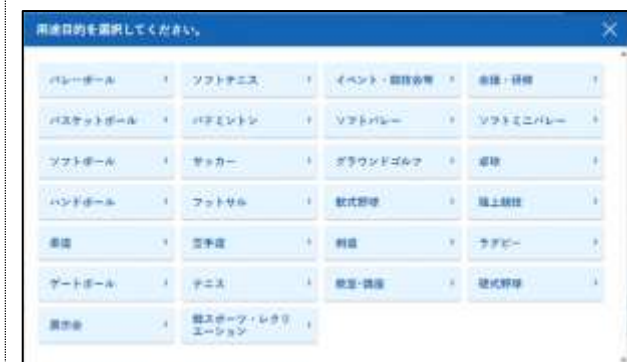 用途目的を選択してください。
バレーボール ソフトテニス イベント・競技会等 会議・研修
バスケットボール バドミントン ソフトバレー ソフトミニバレー
ソフトボール サッカー グラウンドゴルフ 卓球
ハンドボール フットサル 軟式野球 陸上競技
柔道 空手道 剣道 ラグビー
ゲートボール テニス 教室・講座 硬式野球
展示会 軽スポーツ・レクリ
エーション